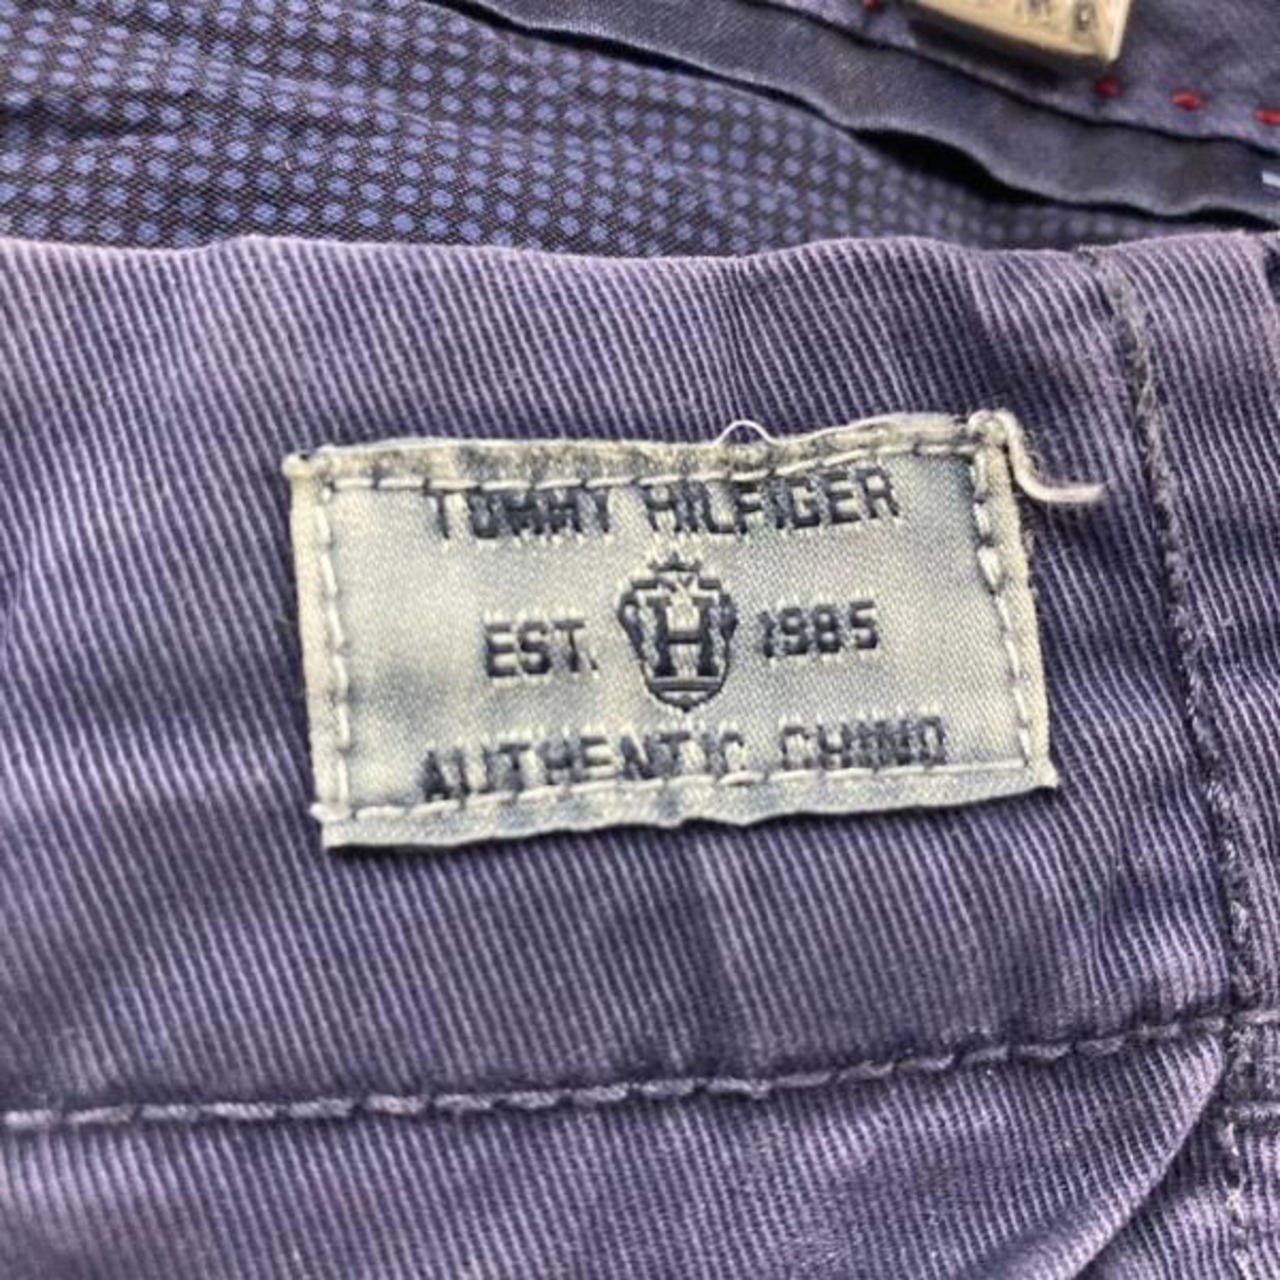 TOMMY HILFIGER
EST. H 1985
AUTHENTIC CHINO